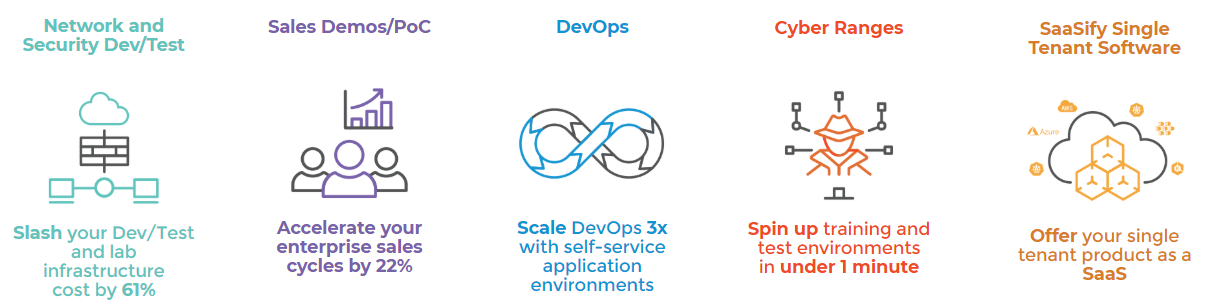 Network and
Security Dev/Test
Slash your Dev/Test
and lab
infrastructure
cost by 61%
Sales Demos/PoC
Accelerate your
enterprise sales
cycles by 22%
DevOps
Scale DevOps 3x
with self-service
application
environments
Cyber Ranges
Spin up training and
test environments
in under 1 minute
SaaSify Single
Tenant Software
AWS
Azure
Offer your single
tenant product as a
SaaS